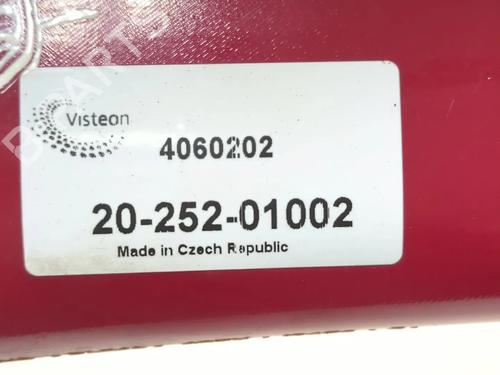 Visteon
4060202
20-252-01002
Made in Czech Republic